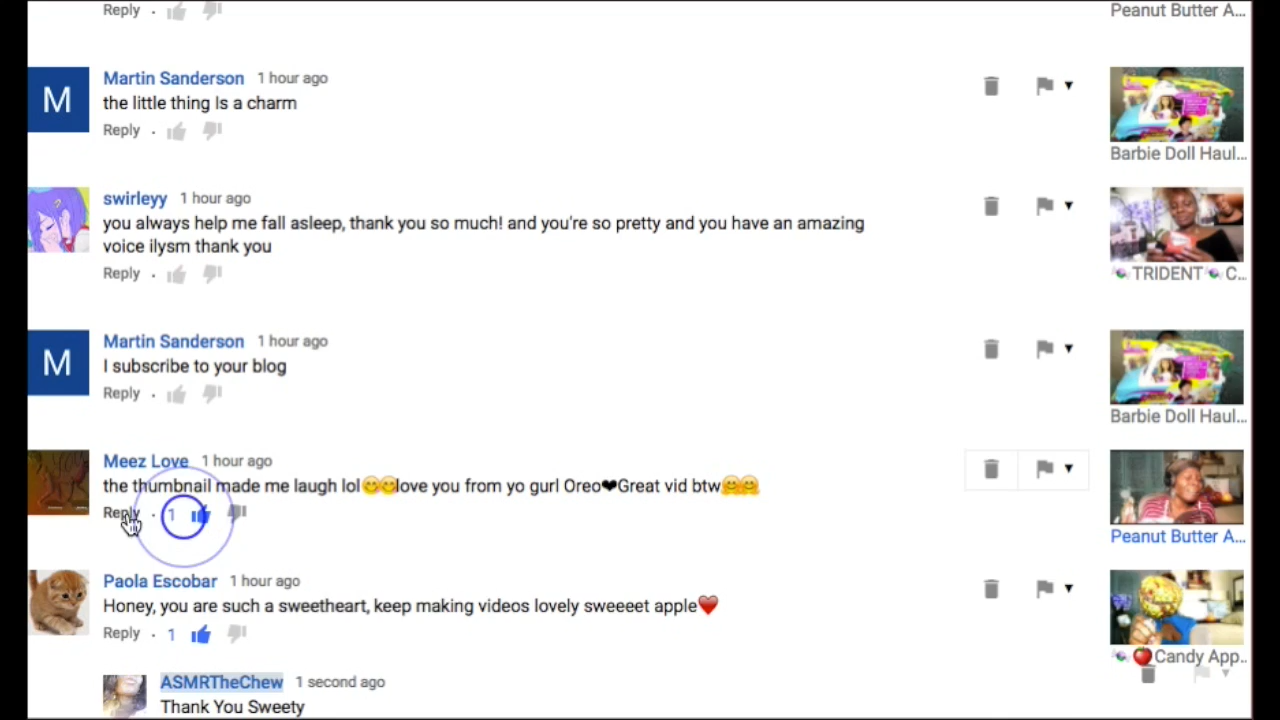 Reply ·
Peanut Butter A...
M
Martin Sanderson 1 hour ago
the little thing Is a charm
Reply ·
Barbie Doll Haul...
swirleyy 1 hour ago
you always help me fall asleep, thank you so much! and you're so pretty and you have an amazing
voice ilysm thank you
Reply ·
🍬TRIDENT🍬C...
M
Martin Sanderson 1 hour ago
I subscribe to your blog
Reply ·
Barbie Doll Haul...
Meez Love 1 hour ago
the thumbnail made me laugh lol😊😊love you from yo gurl Oreo❤Great vid btw🤗🤗
Reply · 1
Peanut Butter A...
Paola Escobar 1 hour ago
Honey, you are such a sweetheart, keep making videos lovely sweeeet apple❤️
Reply · 1
🍬🍎Candy App..
ASMRTheChew 1 second ago
Thank You Sweety